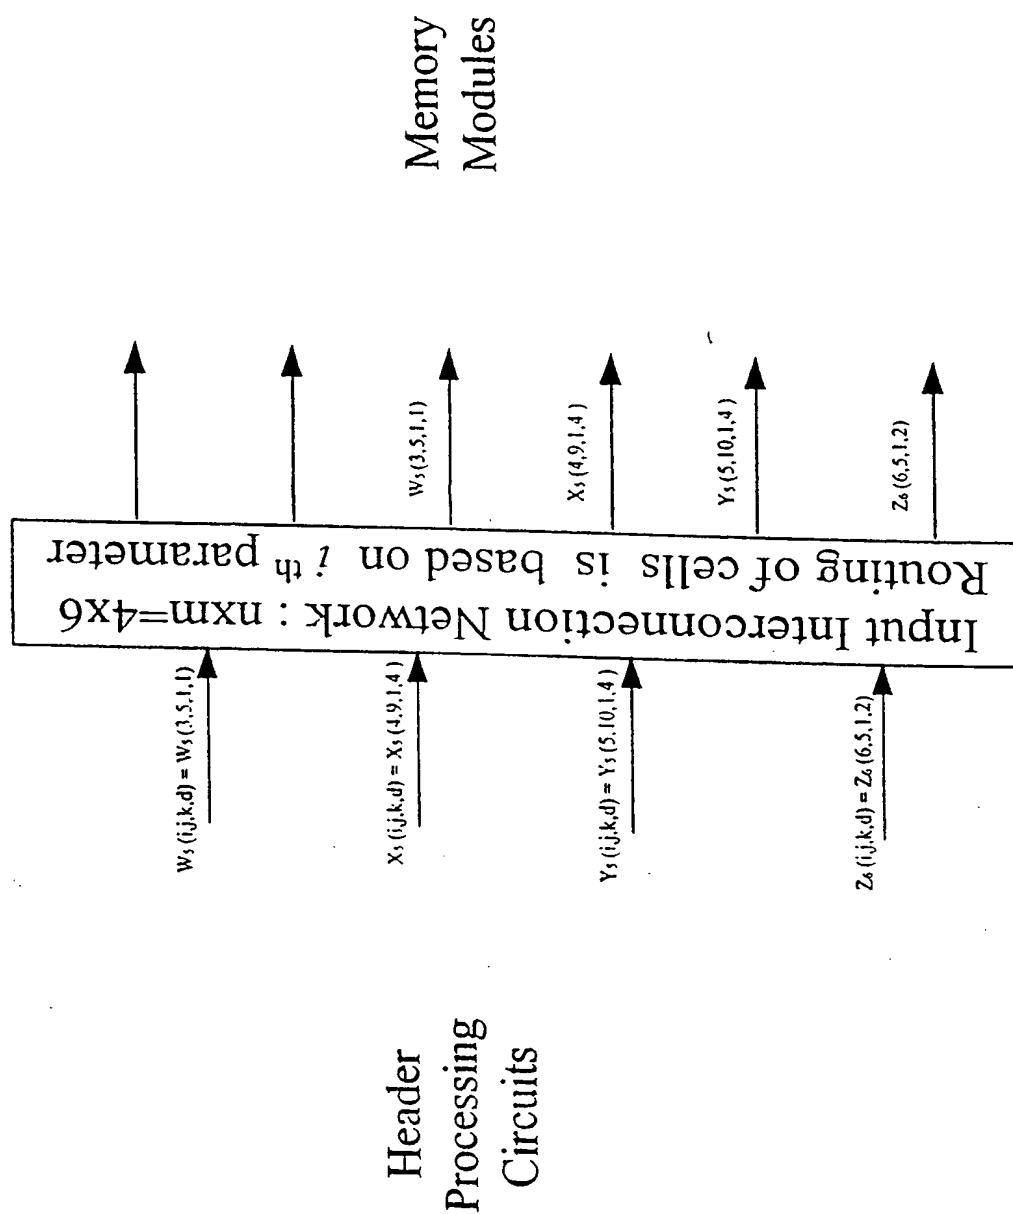 Header
Processing
Circuits
W₅ (i,j,k,d) = W₅ (3,5,1,1)
X₅ (i,j,k,d) = X₅ (4,9,1,4)
Y₅ (i,j,k,d) = Y₅ (5,10,1,4)
Z₆ (i,j,k,d) = Z₆ (6,5,1,2)
Input Interconnection Network : nxm=4x6
Routing of cells is based on i th parameter
W₅ (3,5,1,1)
X₅ (4,9,1,4)
Y₅ (5,10,1,4)
Z₆ (6,5,1,2)
Memory
Modules